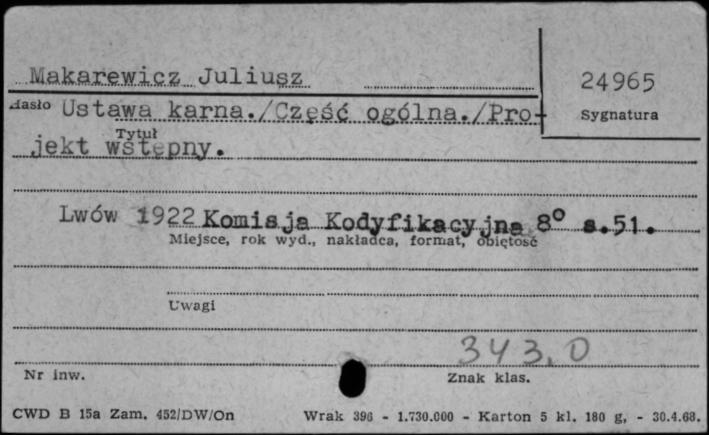 Makarewicz Juliusz
24965
Hasło
Sygnatura
Ustawa karna./Część ogólna./Pro-
Tytuł
jekt wstępny.
Lwów 1922 Komisja Kodyfikacyjna 8° s.51.
Miejsce, rok wyd., nakładca, format, objętość
Uwagi
343.0
Nr inw.
Znak klas.
CWD B 15a Zam. 452/DW/On Wrak 396 - 1.730.000 - Karton 5 kl. 180 g, - 30.4.68.